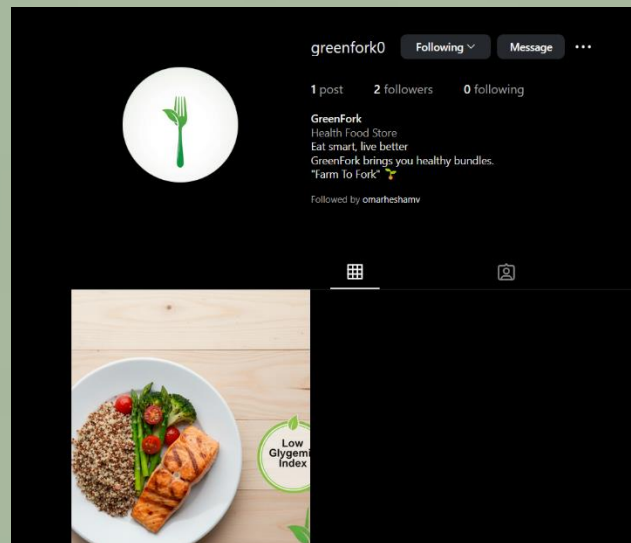 greenfork0 Following Message
1 post 2 followers 0 following
GreenFork
Health Food Store
Eat smart, live better
GreenFork brings you healthy bundles.
"Farm To Fork"
Followed by omarheshamv
Low
Glygemi
Index